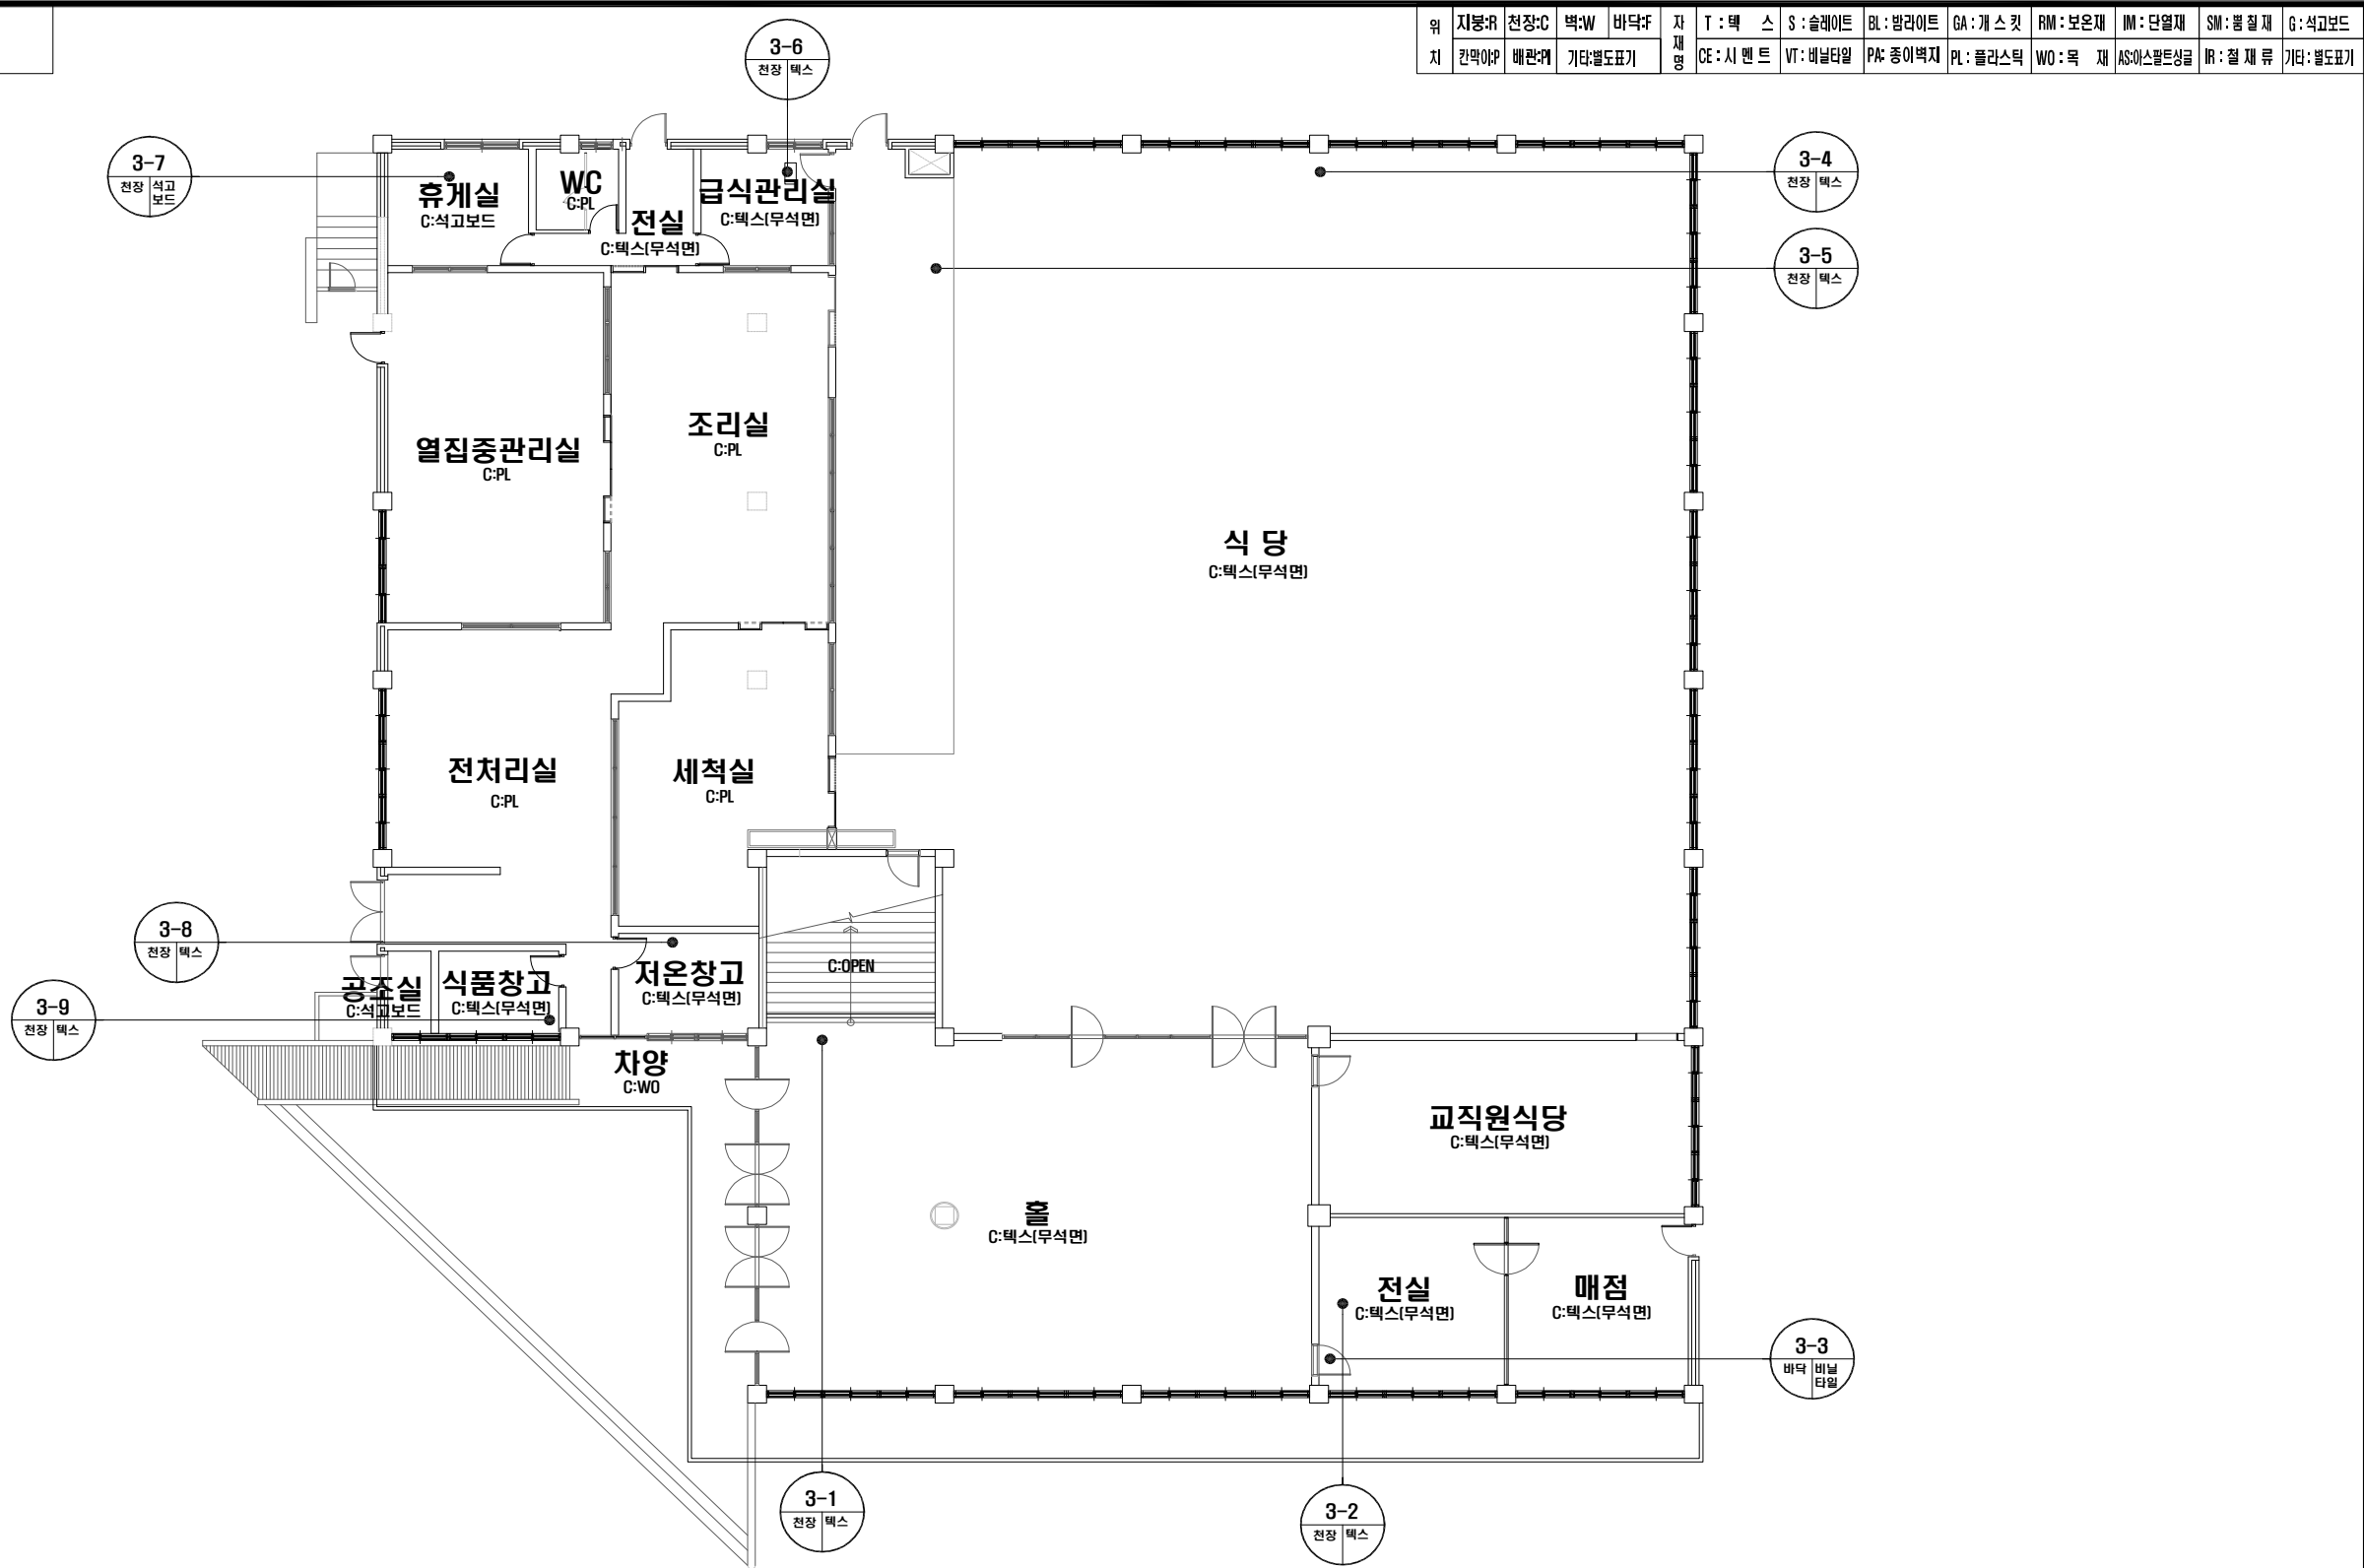 위치 지붕:R 천장:C 벽:W 바닥:F 자재명 T : 텍 스 S : 슬레이트 BL : 밤라이트 GA : 개 스 킷 RM : 보온재 IM : 단열재 SM : 뿜 칠 재 G : 석고보드
칸막이:P 배관:PI 기타:별도표기 CE : 시 멘 트 VT : 비닐타일 PA: 종이벽지 PL : 플라스틱 WO : 목 재 AS:아스팔트싱글 IR : 철 재 류 기타 : 별도표기
3-6
천장 텍스
3-7
천장 석고보드
3-4
천장 텍스
3-5
천장 텍스
휴게실
C:석고보드
WC
C:PL
전실
C:텍스(무석면)
급식관리실
C:텍스(무석면)
열집중관리실
C:PL
조리실
C:PL
식 당
C:텍스(무석면)
전처리실
C:PL
세척실
C:PL
3-8
천장 텍스
3-9
천장 텍스
공조실
C:석고보드
식품창고
C:텍스(무석면)
저온창고
C:텍스(무석면)
C:OPEN
차양
C:WO
교직원식당
C:텍스(무석면)
홀
C:텍스(무석면)
전실
C:텍스(무석면)
매점
C:텍스(무석면)
3-3
바닥 비닐타일
3-1
천장 텍스
3-2
천장 텍스